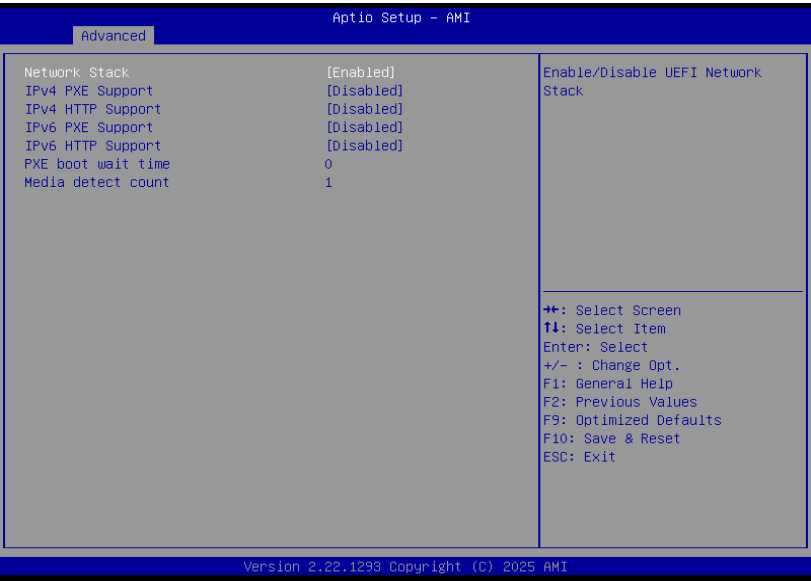 Aptio Setup – AMI
Advanced
Network Stack [Enabled]
IPv4 PXE Support [Disabled]
IPv4 HTTP Support [Disabled]
IPv6 PXE Support [Disabled]
IPv6 HTTP Support [Disabled]
PXE boot wait time 0
Media detect count 1
Enable/Disable UEFI Network
Stack
→←: Select Screen
↑↓: Select Item
Enter: Select
+/- : Change Opt.
F1: General Help
F2: Previous Values
F9: Optimized Defaults
F10: Save & Reset
ESC: Exit
Version 2.22.1293 Copyright (C) 2025 AMI